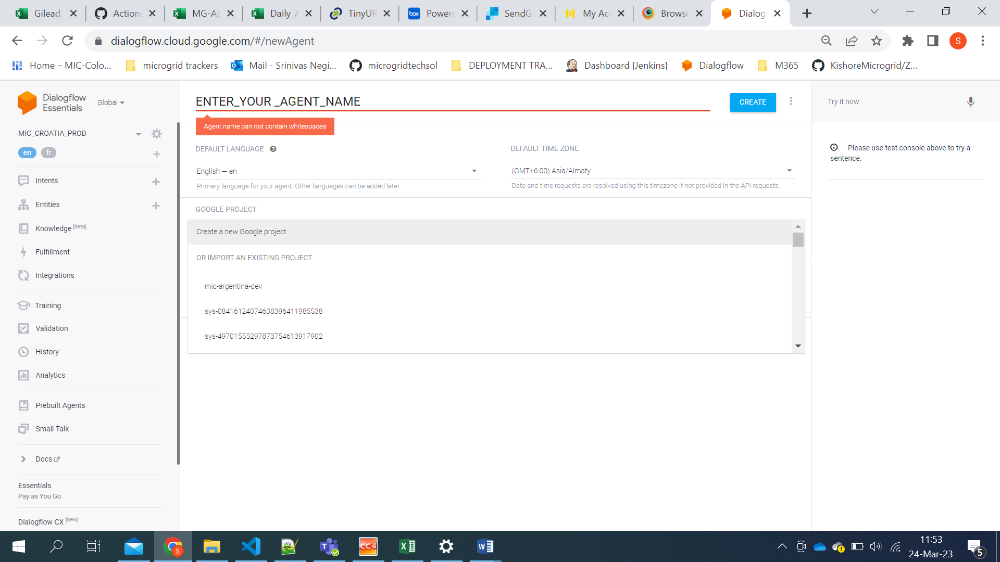 Gilead. Actions MG-Ap Daily_A TinyUR Powere SendG My Acc Browse Dialog
dialogflow.cloud.google.com/#/newAgent
S
Home – MIC-Colo... microgrid trackers Mail - Srinivas Negi... microgridtechsol DEPLOYMENT TRA... Dashboard [Jenkins] Dialogflow M365 KishoreMicrogrid/Z...
Dialogflow
Essentials
Global
ENTER_YOUR _AGENT_NAME
CREATE
Try it now
Agent name can not contain whitespaces
MIC_CROATIA_PROD
en fr
DEFAULT LANGUAGE
DEFAULT TIME ZONE
English — en
(GMT+6:00) Asia/Almaty
Primary language for your agent. Other languages can be added later.
Date and time requests are resolved using this timezone if not provided in the API requests.
Please use test console above to try a
sentence.
Intents
Entities
Knowledge [beta]
Fulfillment
Integrations
Training
Validation
History
Analytics
Prebuilt Agents
Small Talk
Docs
Essentials
Pay as You Go
Dialogflow CX [new]
GOOGLE PROJECT
Create a new Google project
OR IMPORT AN EXISTING PROJECT
mic-argentina-dev
sys-08416124074638396411985538
sys-49701555297873754613917902
S
CC4
11:53
24-Mar-23
5